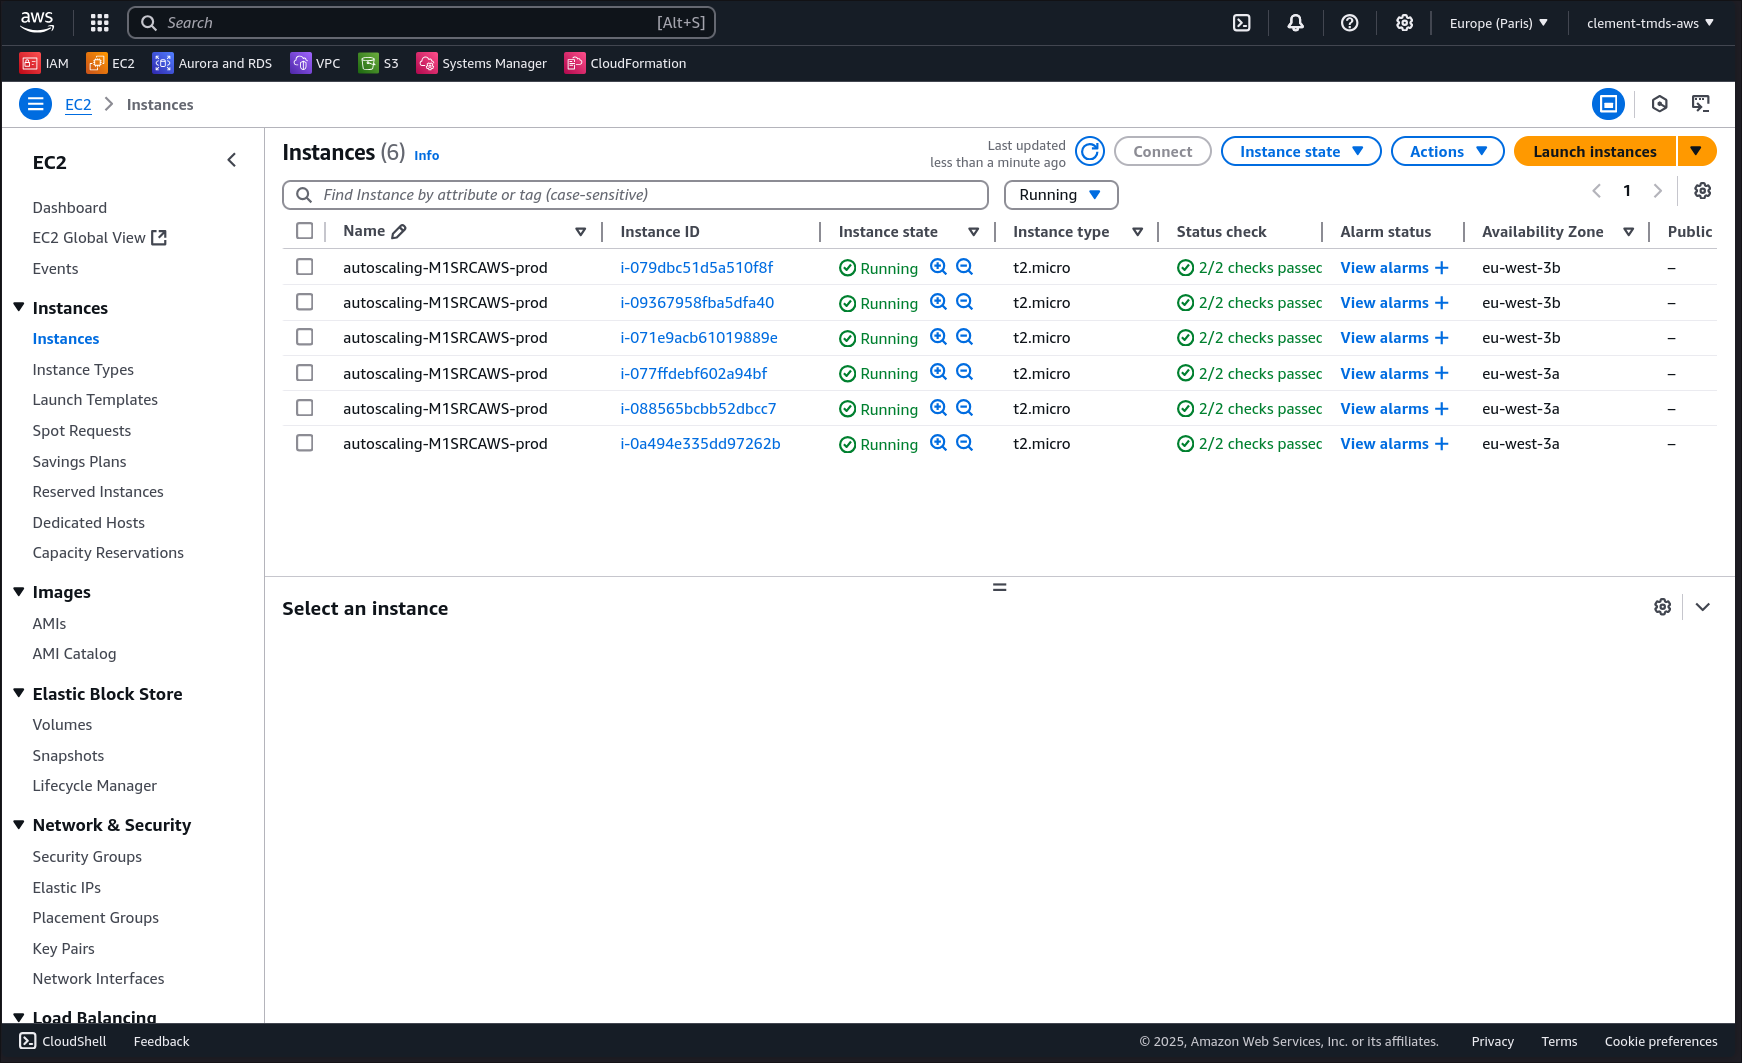 aws
Search [Alt+S]
Europe (Paris)
clement-tmds-aws
IAM
EC2
Aurora and RDS
VPC
S3
Systems Manager
CloudFormation
EC2 Instances
EC2
Dashboard
EC2 Global View
Events
Instances
Instances
Instance Types
Launch Templates
Spot Requests
Savings Plans
Reserved Instances
Dedicated Hosts
Capacity Reservations
Images
AMIs
AMI Catalog
Elastic Block Store
Volumes
Snapshots
Lifecycle Manager
Network & Security
Security Groups
Elastic IPs
Placement Groups
Key Pairs
Network Interfaces
Load Balancing
Instances (6) Info
Last updated
less than a minute ago
Connect
Instance state
Actions
Launch instances
Find Instance by attribute or tag (case-sensitive)
Running
1
Name Instance ID Instance state Instance type Status check Alarm status Availability Zone Public
autoscaling-M1SRCAWS-prod i-079dbc51d5a510f8f Running t2.micro 2/2 checks passec View alarms + eu-west-3b –
autoscaling-M1SRCAWS-prod i-09367958fba5dfa40 Running t2.micro 2/2 checks passec View alarms + eu-west-3b –
autoscaling-M1SRCAWS-prod i-071e9acb61019889e Running t2.micro 2/2 checks passec View alarms + eu-west-3b –
autoscaling-M1SRCAWS-prod i-077ffdebf602a94bf Running t2.micro 2/2 checks passec View alarms + eu-west-3a –
autoscaling-M1SRCAWS-prod i-088565bcbb52dbcc7 Running t2.micro 2/2 checks passec View alarms + eu-west-3a –
autoscaling-M1SRCAWS-prod i-0a494e335dd97262b Running t2.micro 2/2 checks passec View alarms + eu-west-3a –
Select an instance
CloudShell
Feedback
© 2025, Amazon Web Services, Inc. or its affiliates.
Privacy
Terms
Cookie preferences